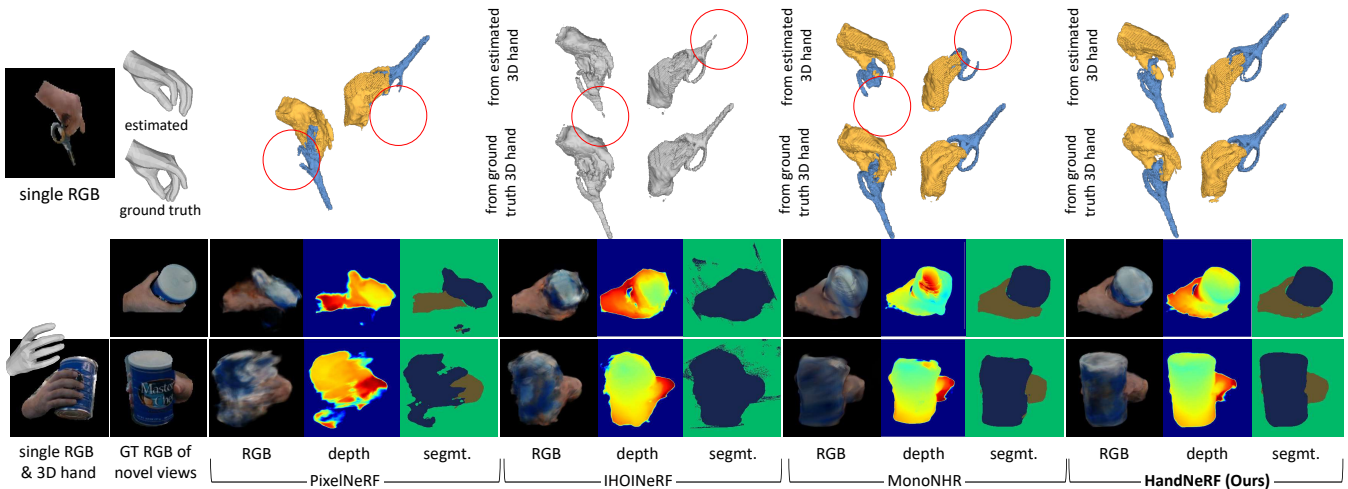 single RGB
estimated
ground truth
from estimated
3D hand
from ground
truth 3D hand
from estimated
3D hand
from ground
truth 3D hand
from estimated
3D hand
from ground
truth 3D hand
single RGB
& 3D hand
GT RGB of
novel views
RGB depth segmt.
PixelNeRF
RGB depth segmt.
IHOINeRF
RGB depth segmt.
MonoNHR
RGB depth segmt.
HandNeRF (Ours)